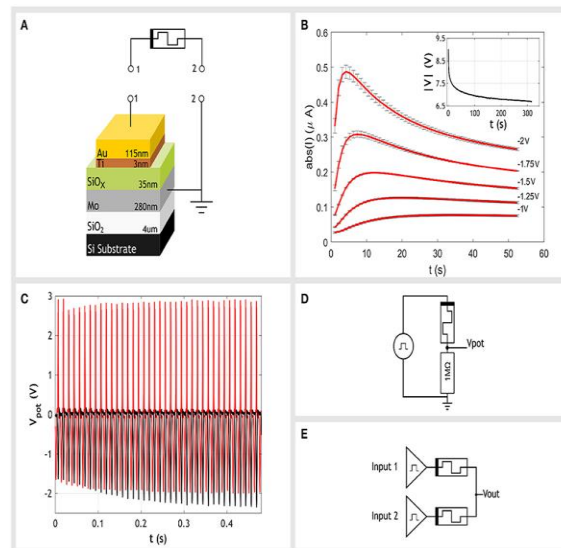 A
1
2
1
2
Au 115nm
Ti 3nm
SiOX 35nm
Mo 280nm
SiO2 4um
Si Substrate
B
abs(I) (μ A)
0.6
0.5
0.4
0.3
0.2
0.1
0
0 10 20 30 40 50 60
t (s)
-2V
-1.75V
-1.5V
-1.25V
-1V
|V| (V)
9.5
7.5
6.5
0 100 200 300
t (s)
C
Vpot (V)
3
2
1
0
-1
-2
0 0.1 0.2 0.3 0.4
t (s)
D
Vpot
1MΩ
E
Input 1
Input 2
Vout